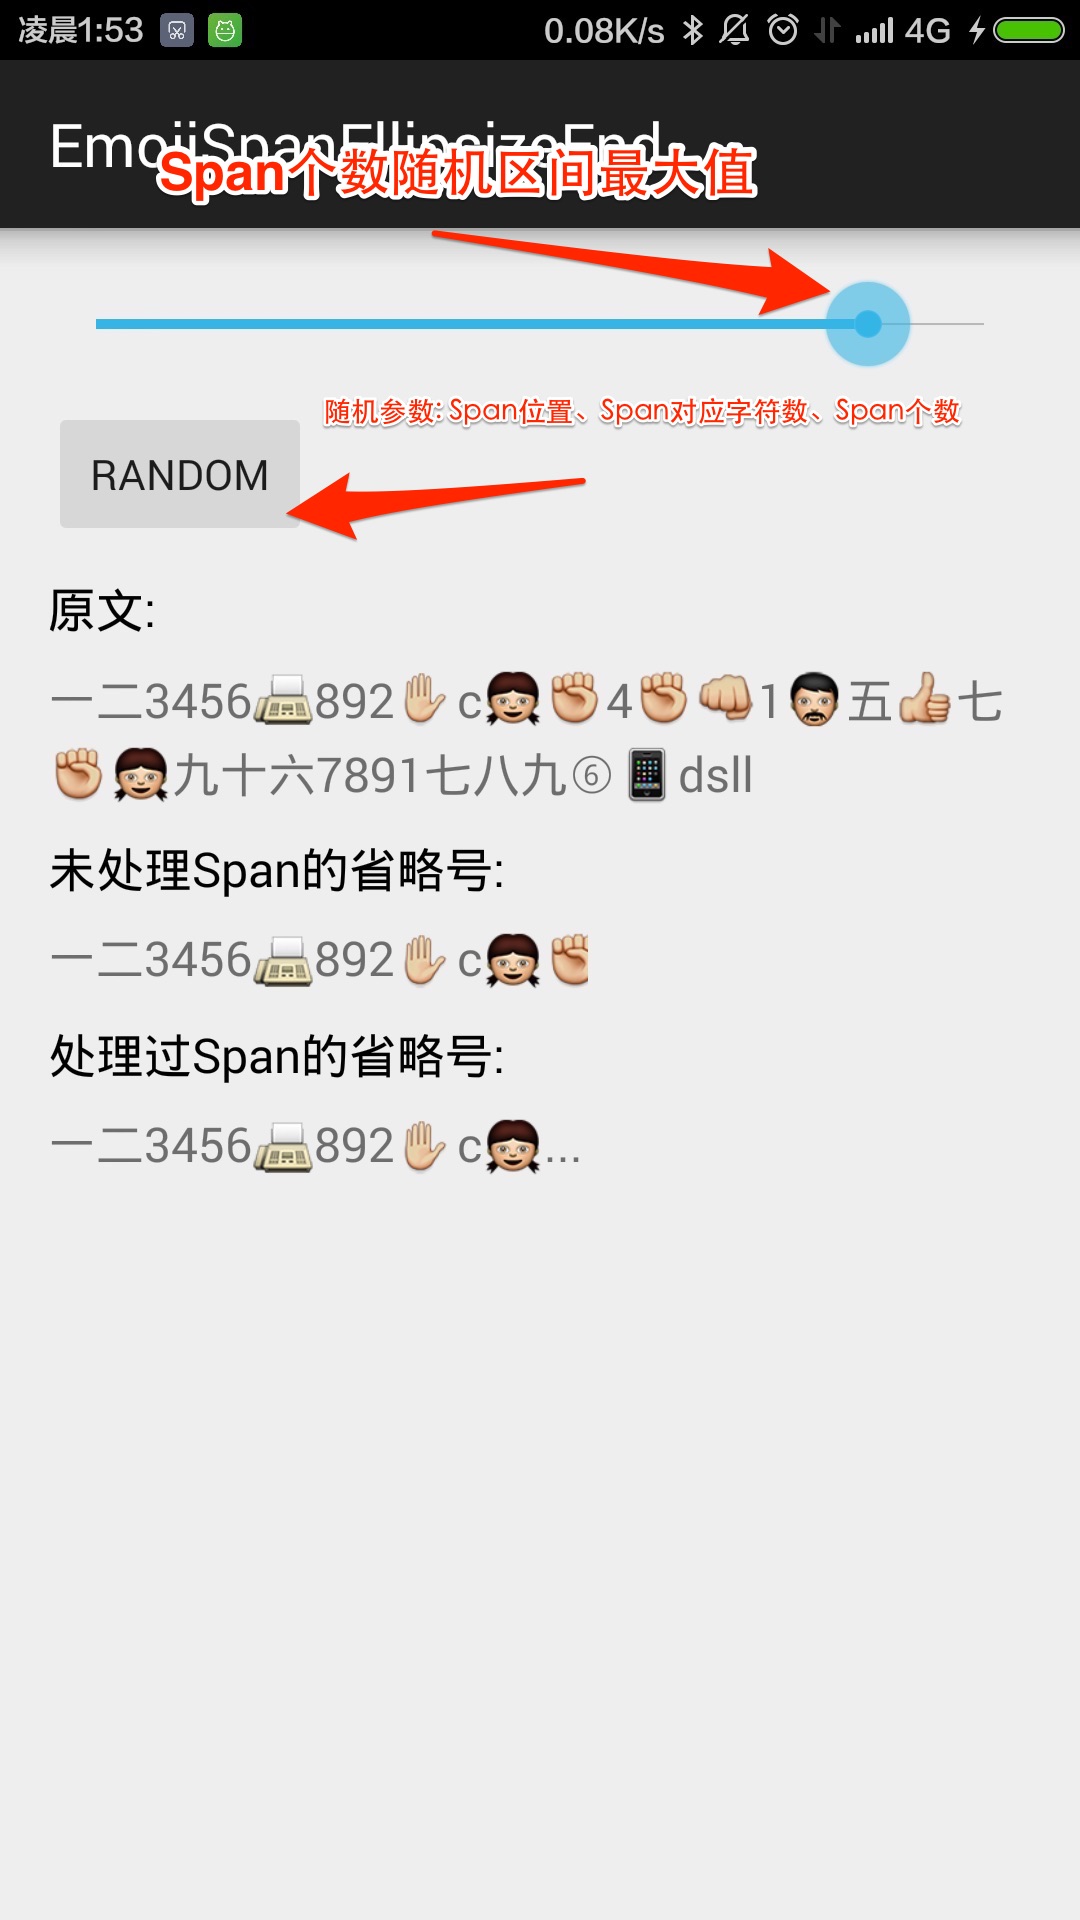 凌晨1:53 0.08K/s 4G
EmojiSpanEllipsizeEnd
Span个数随机区间最大值
随机参数: Span位置、Span对应字符数、Span个数
RANDOM
原文:
一二3456📠892✋c👧✊4✊👊1👨五👍七
✊👧九十六7891七八九⑥📱dsll
未处理Span的省略号:
一二3456📠892✋c👧✊
处理过Span的省略号:
一二3456📠892✋c👧...